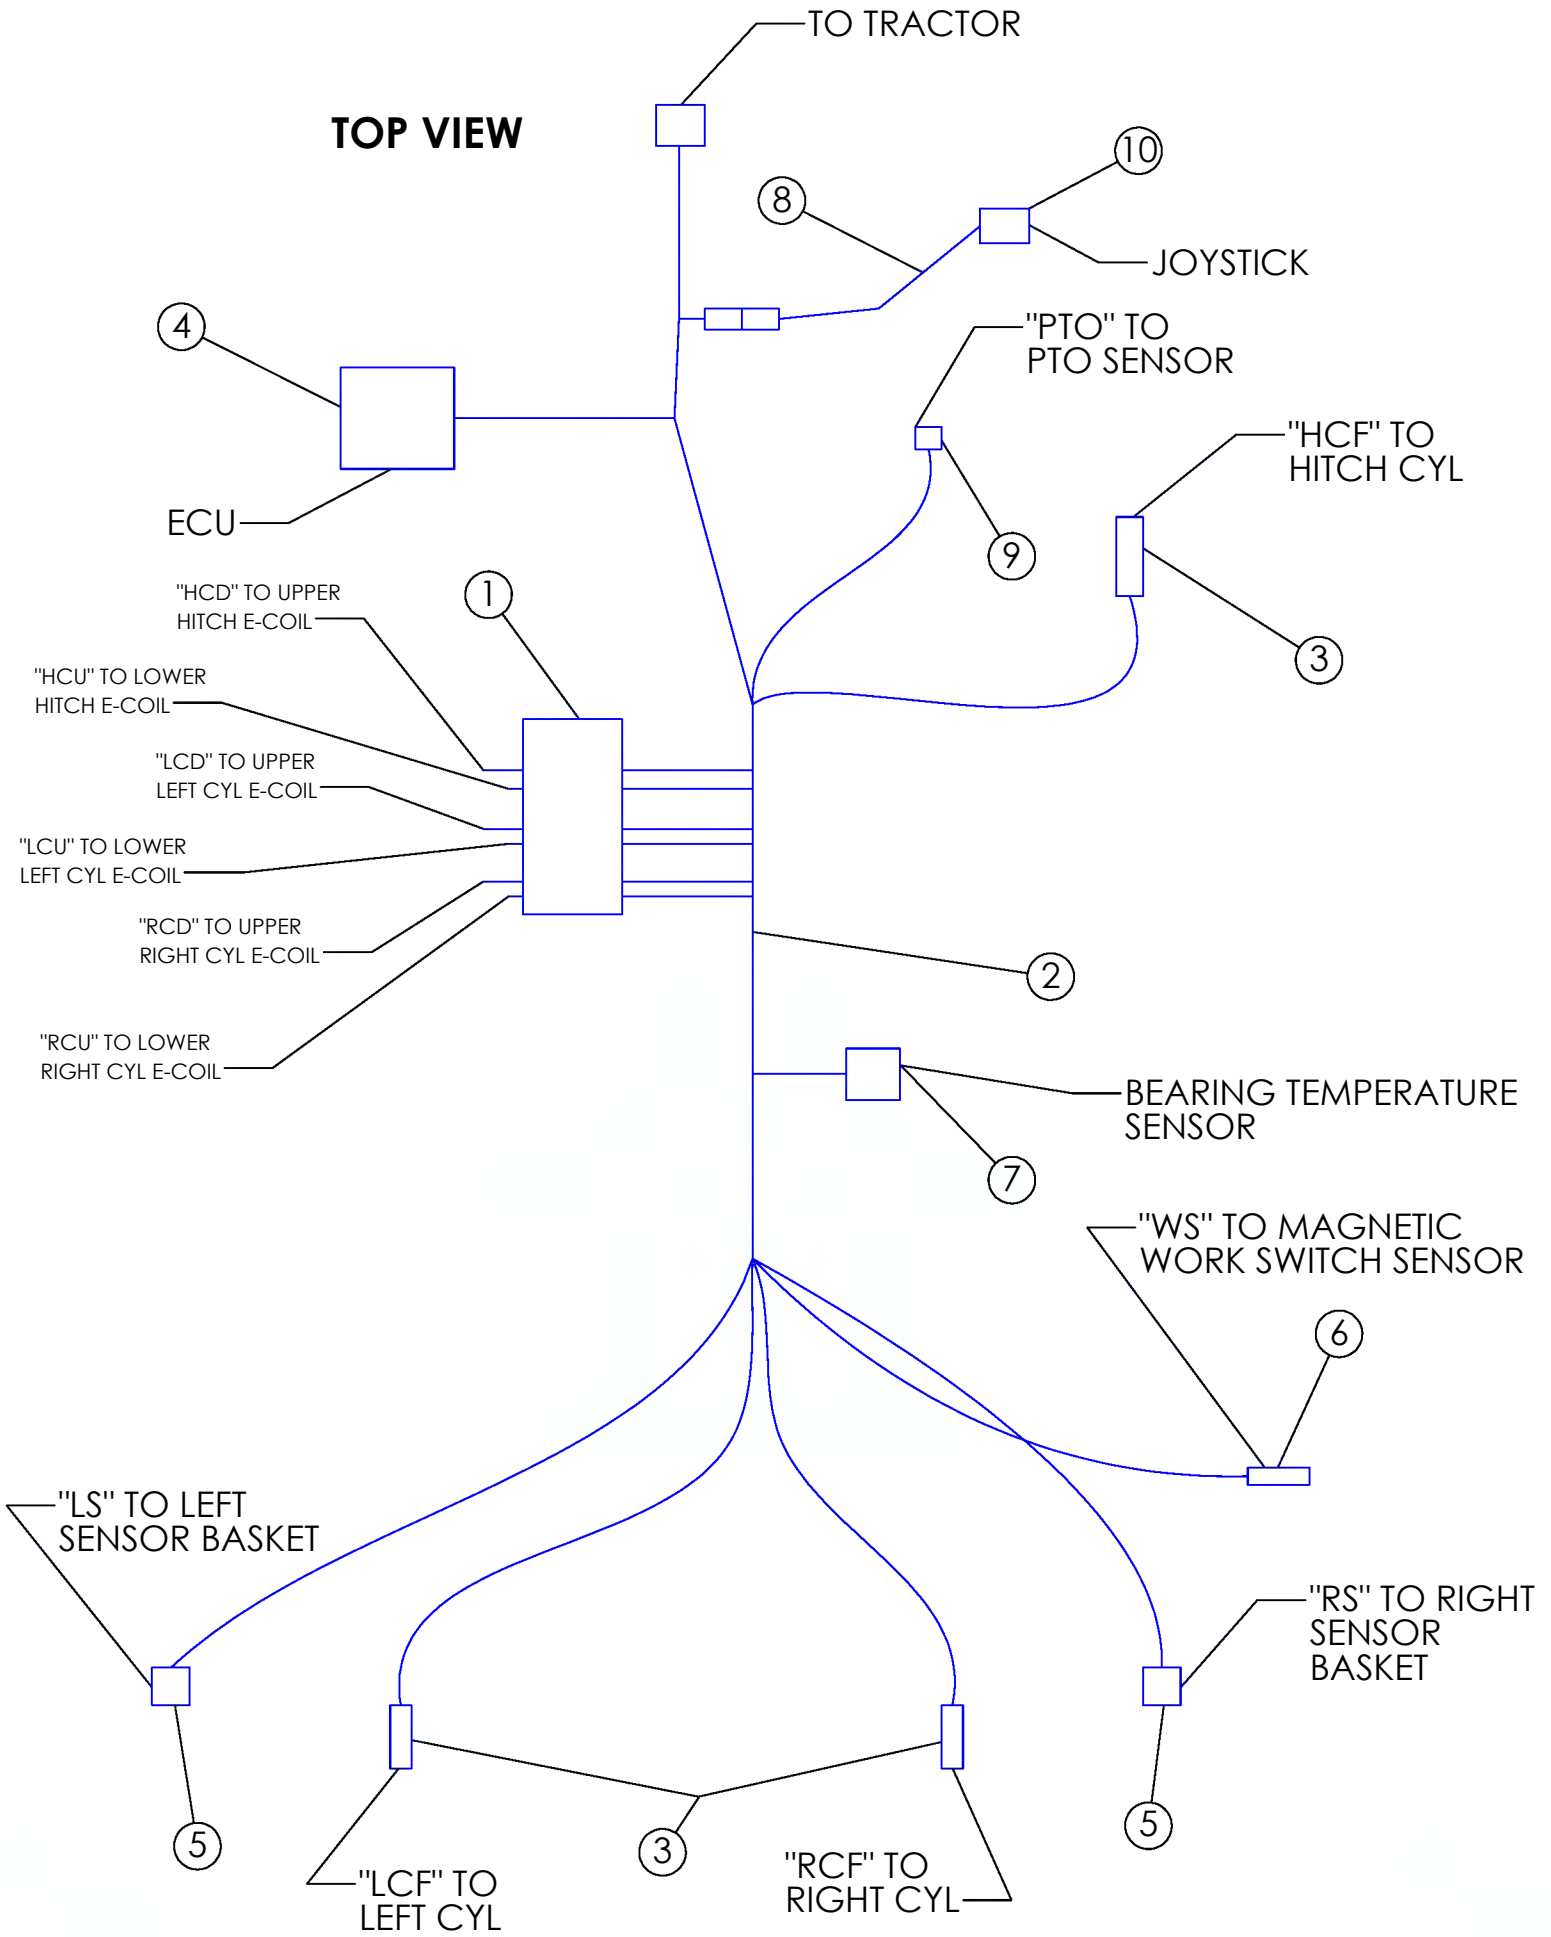 TO TRACTOR
TOP VIEW
10
8
JOYSTICK
4
"PTO" TO
PTO SENSOR
"HCF" TO
HITCH CYL
ECU
9
"HCD" TO UPPER
HITCH E-COIL
1
3
"HCU" TO LOWER
HITCH E-COIL
"LCD" TO UPPER
LEFT CYL E-COIL
"LCU" TO LOWER
LEFT CYL E-COIL
"RCD" TO UPPER
RIGHT CYL E-COIL
2
"RCU" TO LOWER
RIGHT CYL E-COIL
BEARING TEMPERATURE
SENSOR
7
"WS" TO MAGNETIC
WORK SWITCH SENSOR
6
"LS" TO LEFT
SENSOR BASKET
"RS" TO RIGHT
SENSOR
BASKET
5
3
5
"LCF" TO
LEFT CYL
"RCF" TO
RIGHT CYL